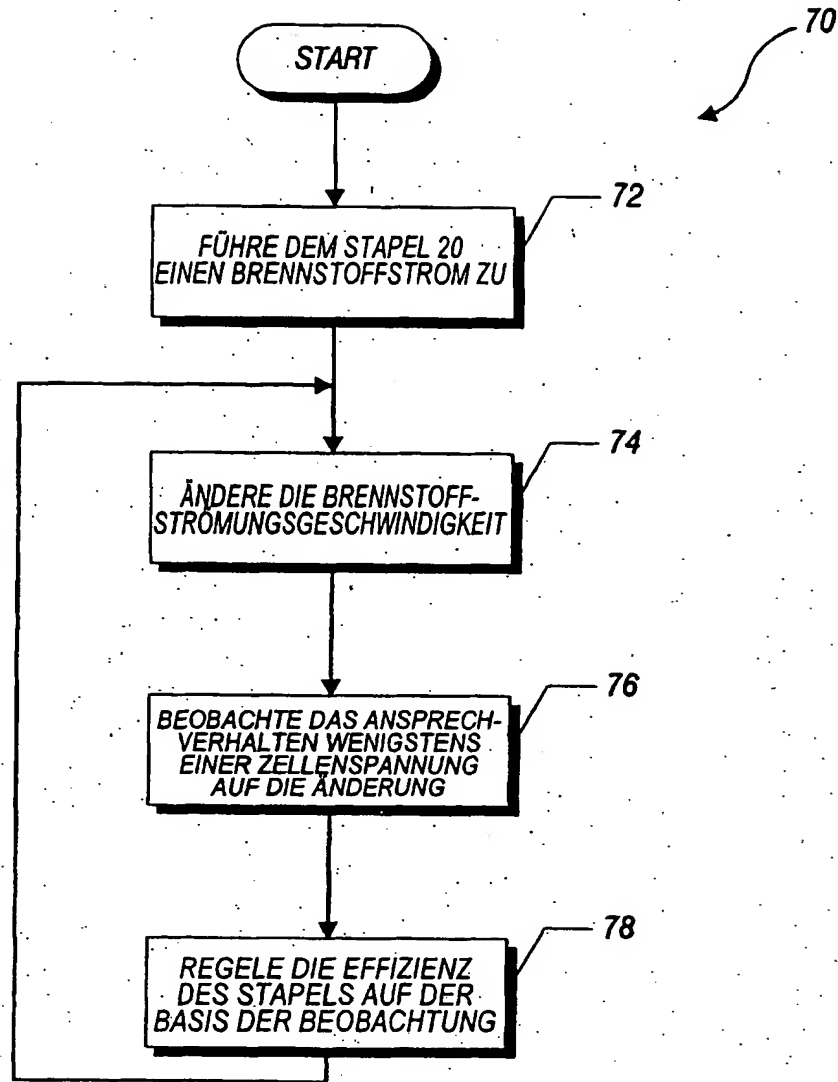 70
START
72
FÜHRE DEM STAPEL 20
EINEN BRENNSTOFFSTROM ZU
74
ÄNDERE DIE BRENNSTOFF-
STRÖMUNGSGESCHWINDIGKEIT
76
BEOBACHTE DAS ANSPRECH-
VERHALTEN WENIGSTENS
EINER ZELLENSPANNUNG
AUF DIE ÄNDERUNG
78
REGELE DIE EFFIZIENZ
DES STAPELS AUF DER
BASIS DER BEOBACHTUNG